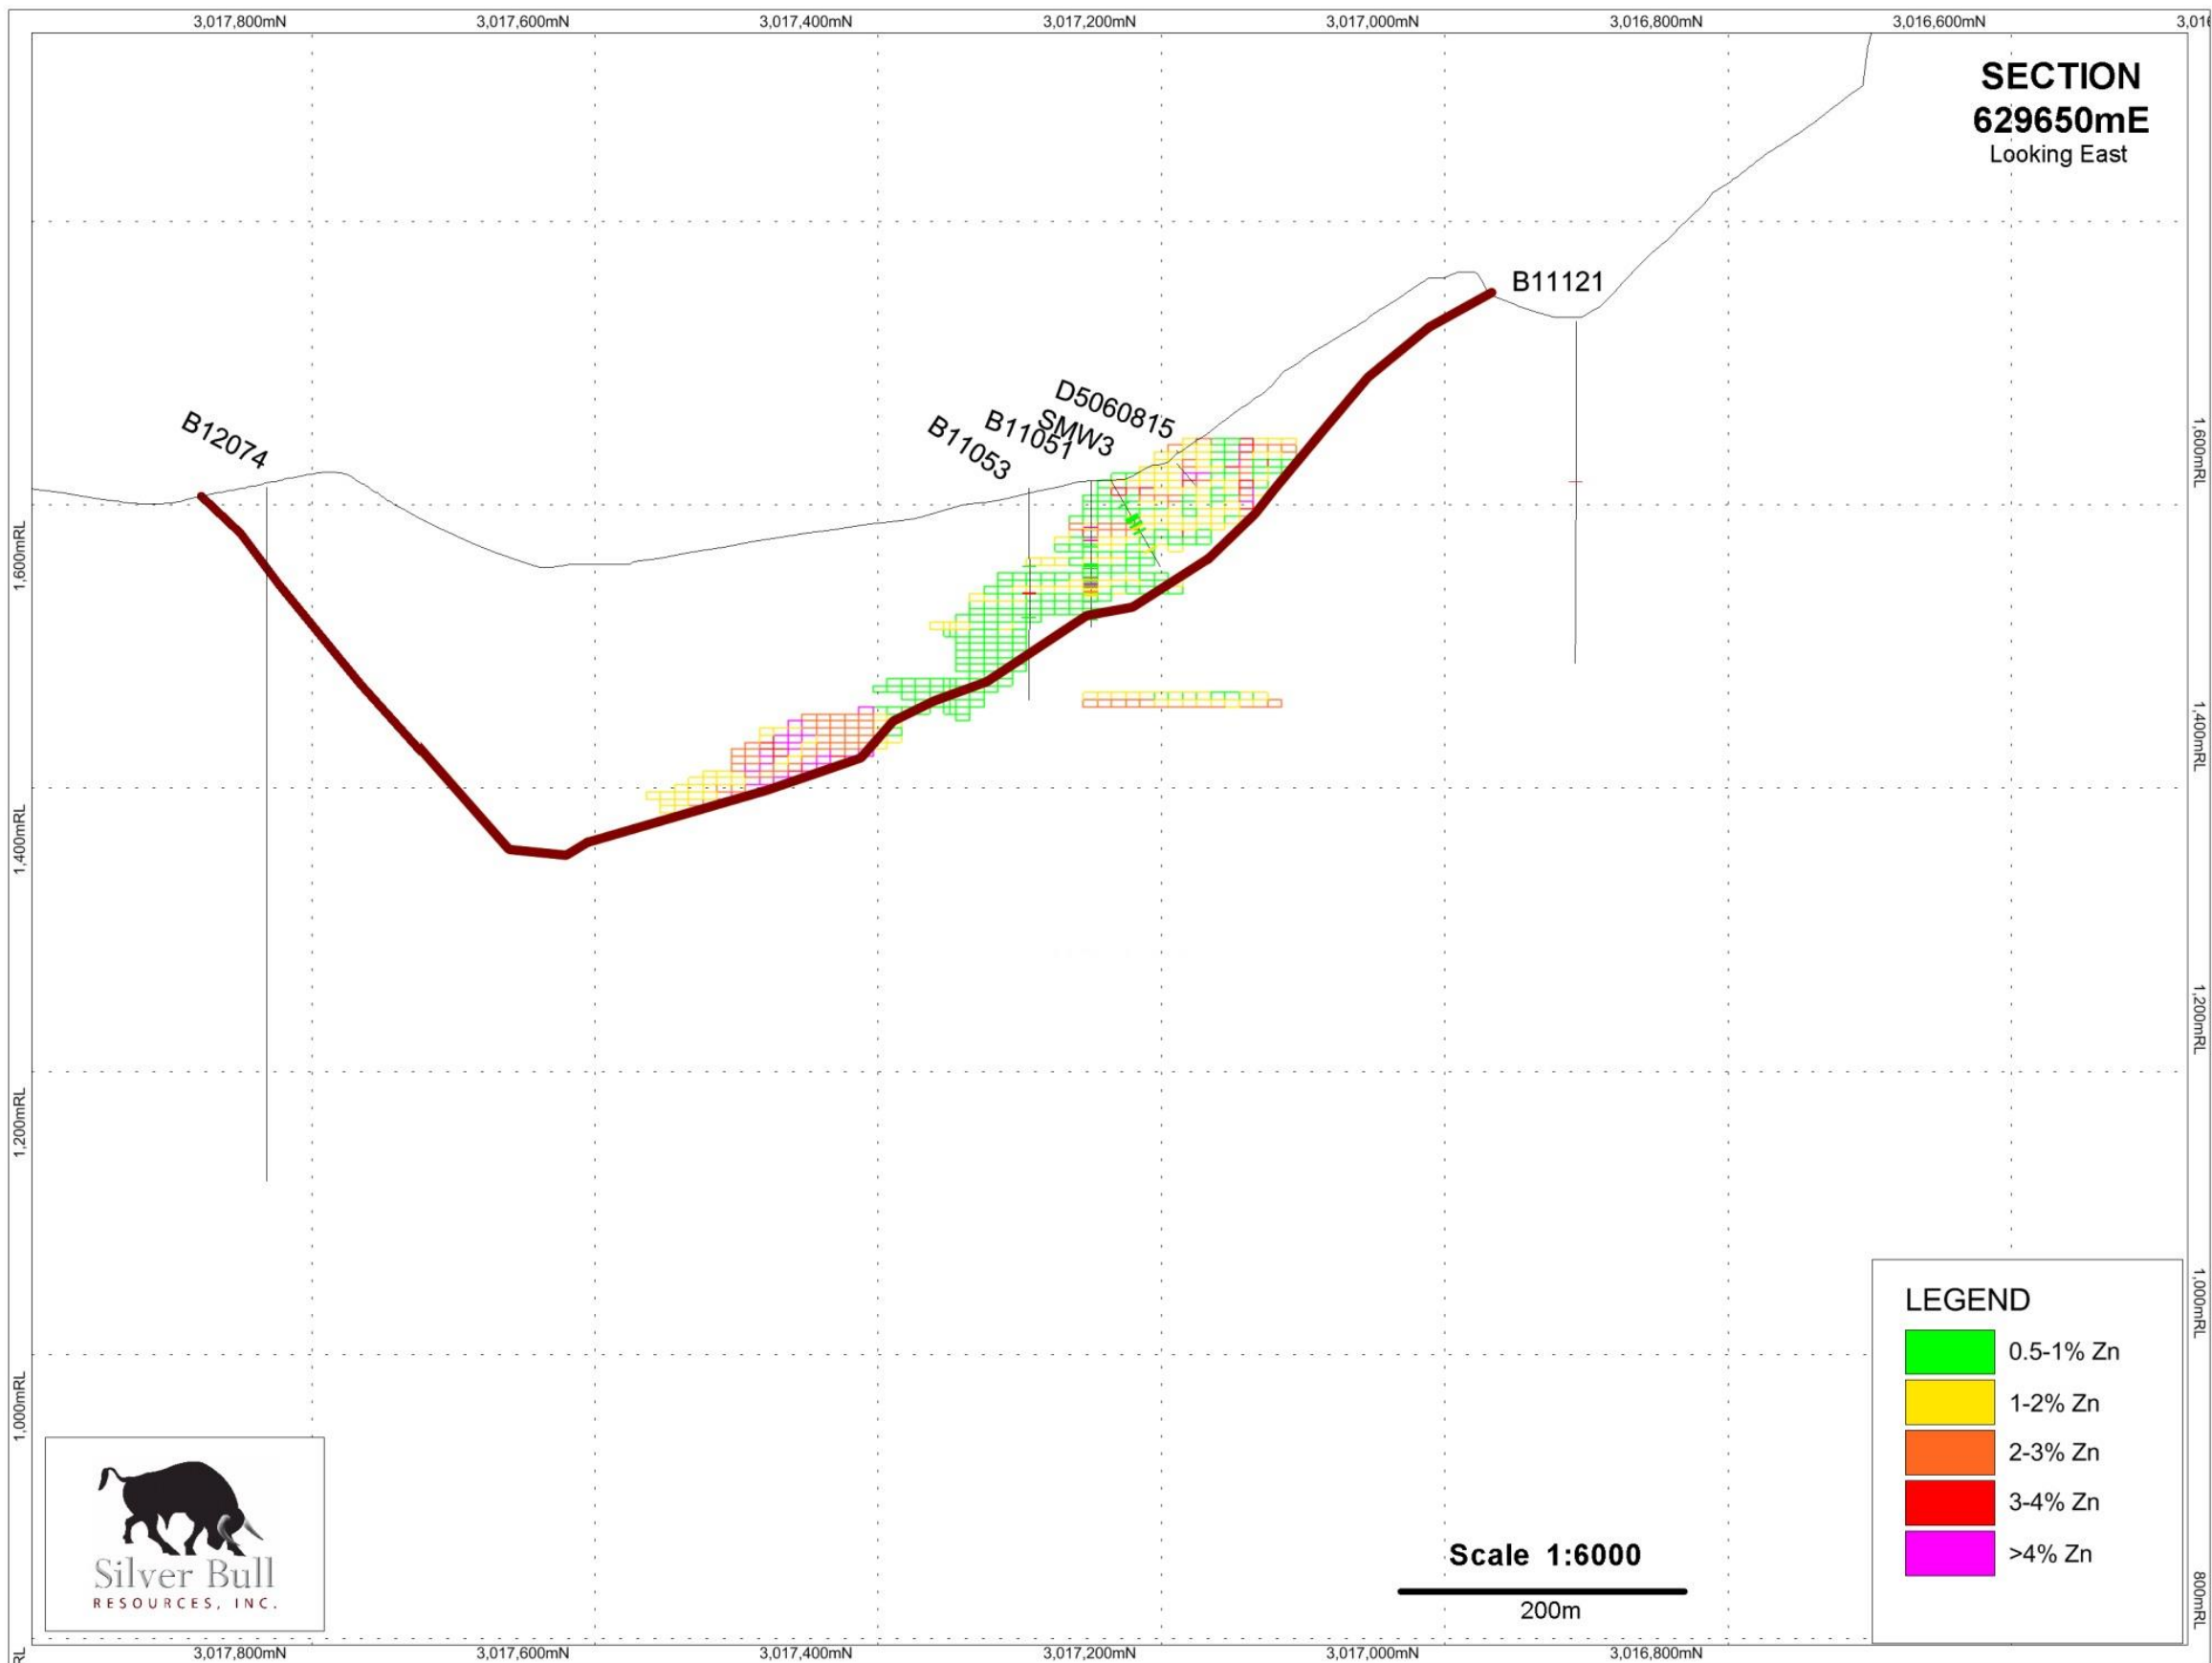 3,017,800mN 3,017,600mN 3,017,400mN 3,017,200mN 3,017,000mN 3,016,800mN 3,016,600mN 3,016
SECTION
629650mE
Looking East
B11121
D5060815
SMW3
B11051
B11053
B12074
1,600mRL
1,400mRL
1,200mRL
1,000mRL
RL
1,600mRL
1,400mRL
1,200mRL
1,000mRL
800mRL
LEGEND
0.5-1% Zn
1-2% Zn
2-3% Zn
3-4% Zn
>4% Zn
Scale 1:6000
200m
Silver Bull
RESOURCES, INC.
3,017,800mN 3,017,600mN 3,017,400mN 3,017,200mN 3,017,000mN 3,016,800mN